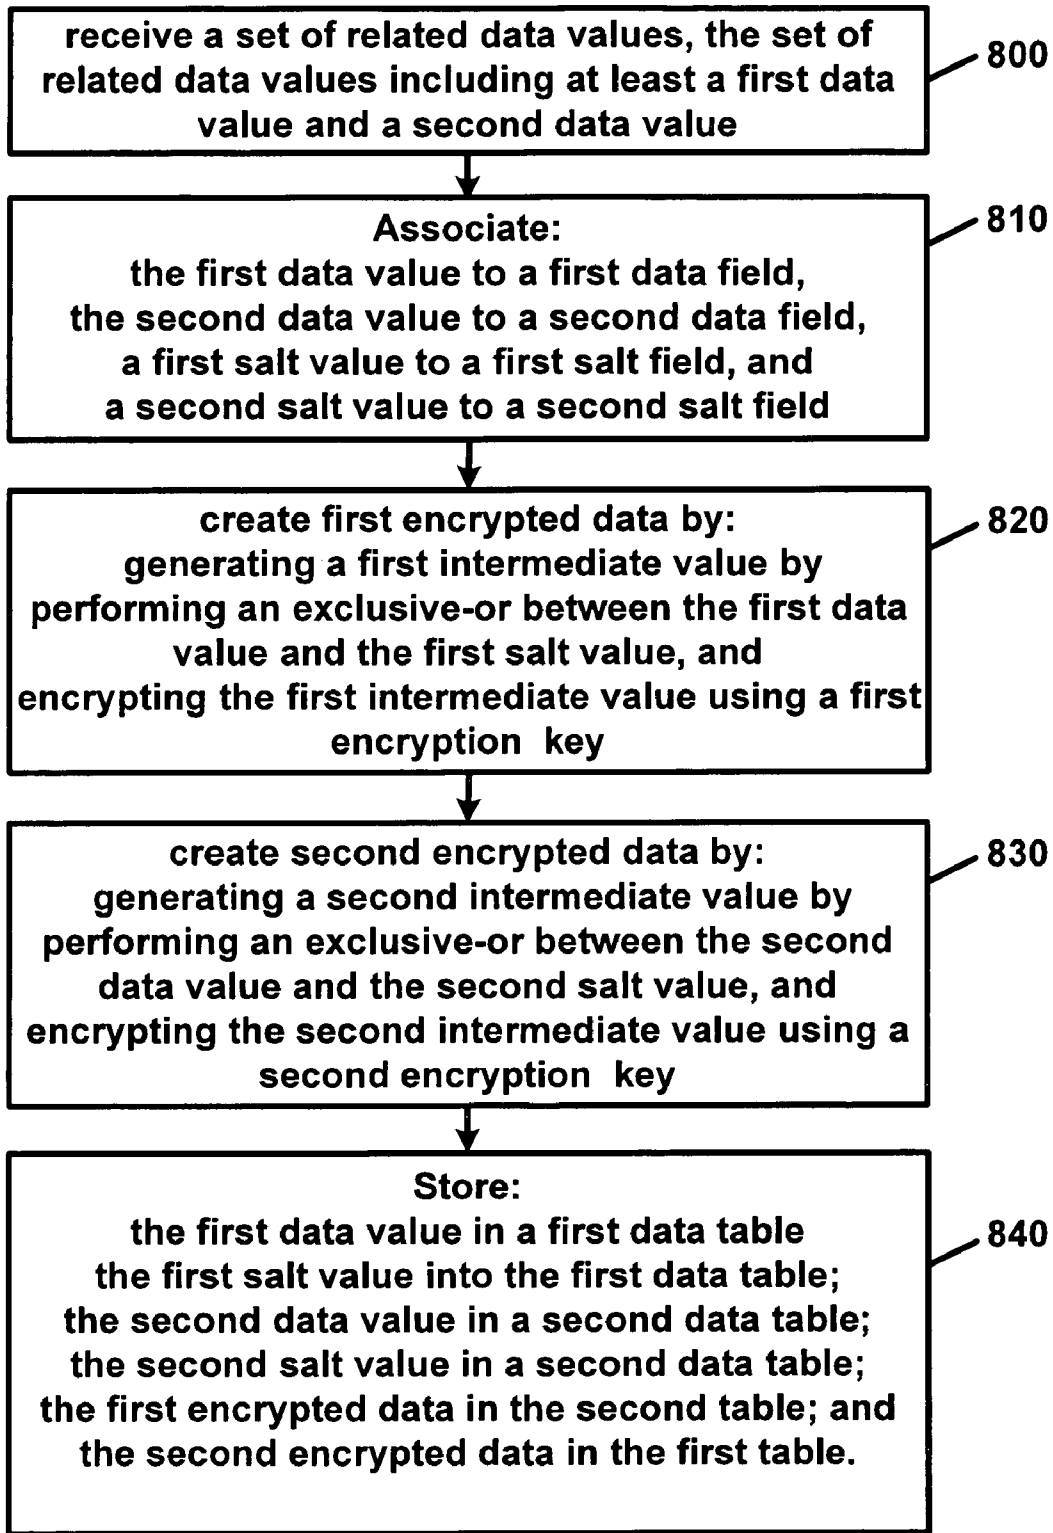 receive a set of related data values, the set of
related data values including at least a first data
value and a second data value
800
Associate:
the first data value to a first data field,
the second data value to a second data field,
a first salt value to a first salt field, and
a second salt value to a second salt field
810
create first encrypted data by:
generating a first intermediate value by
performing an exclusive-or between the first data
value and the first salt value, and
encrypting the first intermediate value using a first
encryption key
820
create second encrypted data by:
generating a second intermediate value by
performing an exclusive-or between the second
data value and the second salt value, and
encrypting the second intermediate value using a
second encryption key
830
Store:
the first data value in a first data table
the first salt value into the first data table;
the second data value in a second data table;
the second salt value in a second data table;
the first encrypted data in the second table; and
the second encrypted data in the first table.
840